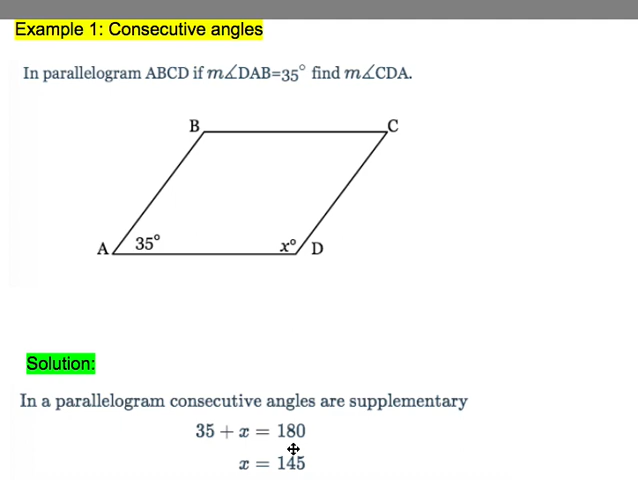 Example 1: Consecutive angles
In parallelogram ABCD if m∠DAB=35° find m∠CDA.
B C
A 35° x° D
Solution:
In a parallelogram consecutive angles are supplementary
35 + x = 180
x = 145